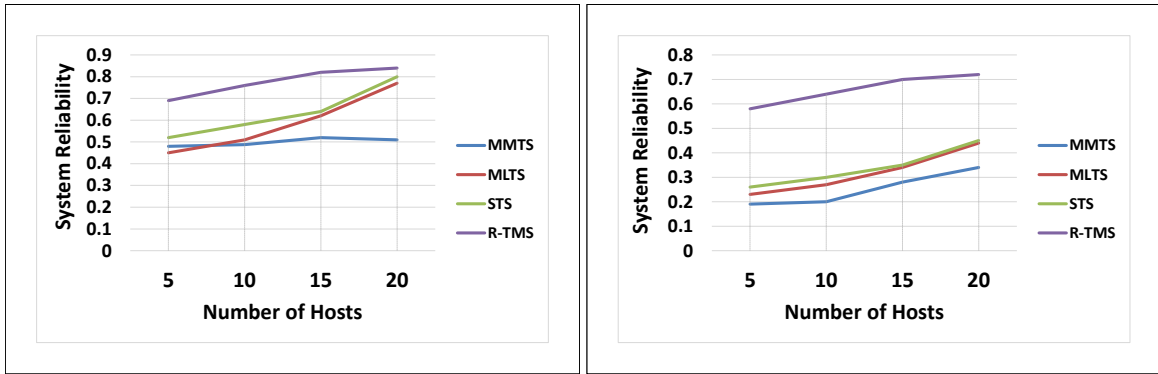 0.9
0.8
0.7
0.6
0.5
0.4
0.3
0.2
0.1
0
System Reliability
5 10 15 20
Number of Hosts
MMTS
MLTS
STS
R-TMS
0.8
0.7
0.6
0.5
0.4
0.3
0.2
0.1
0
System Reliability
5 10 15 20
Number of Hosts
MMTS
MLTS
STS
R-TMS